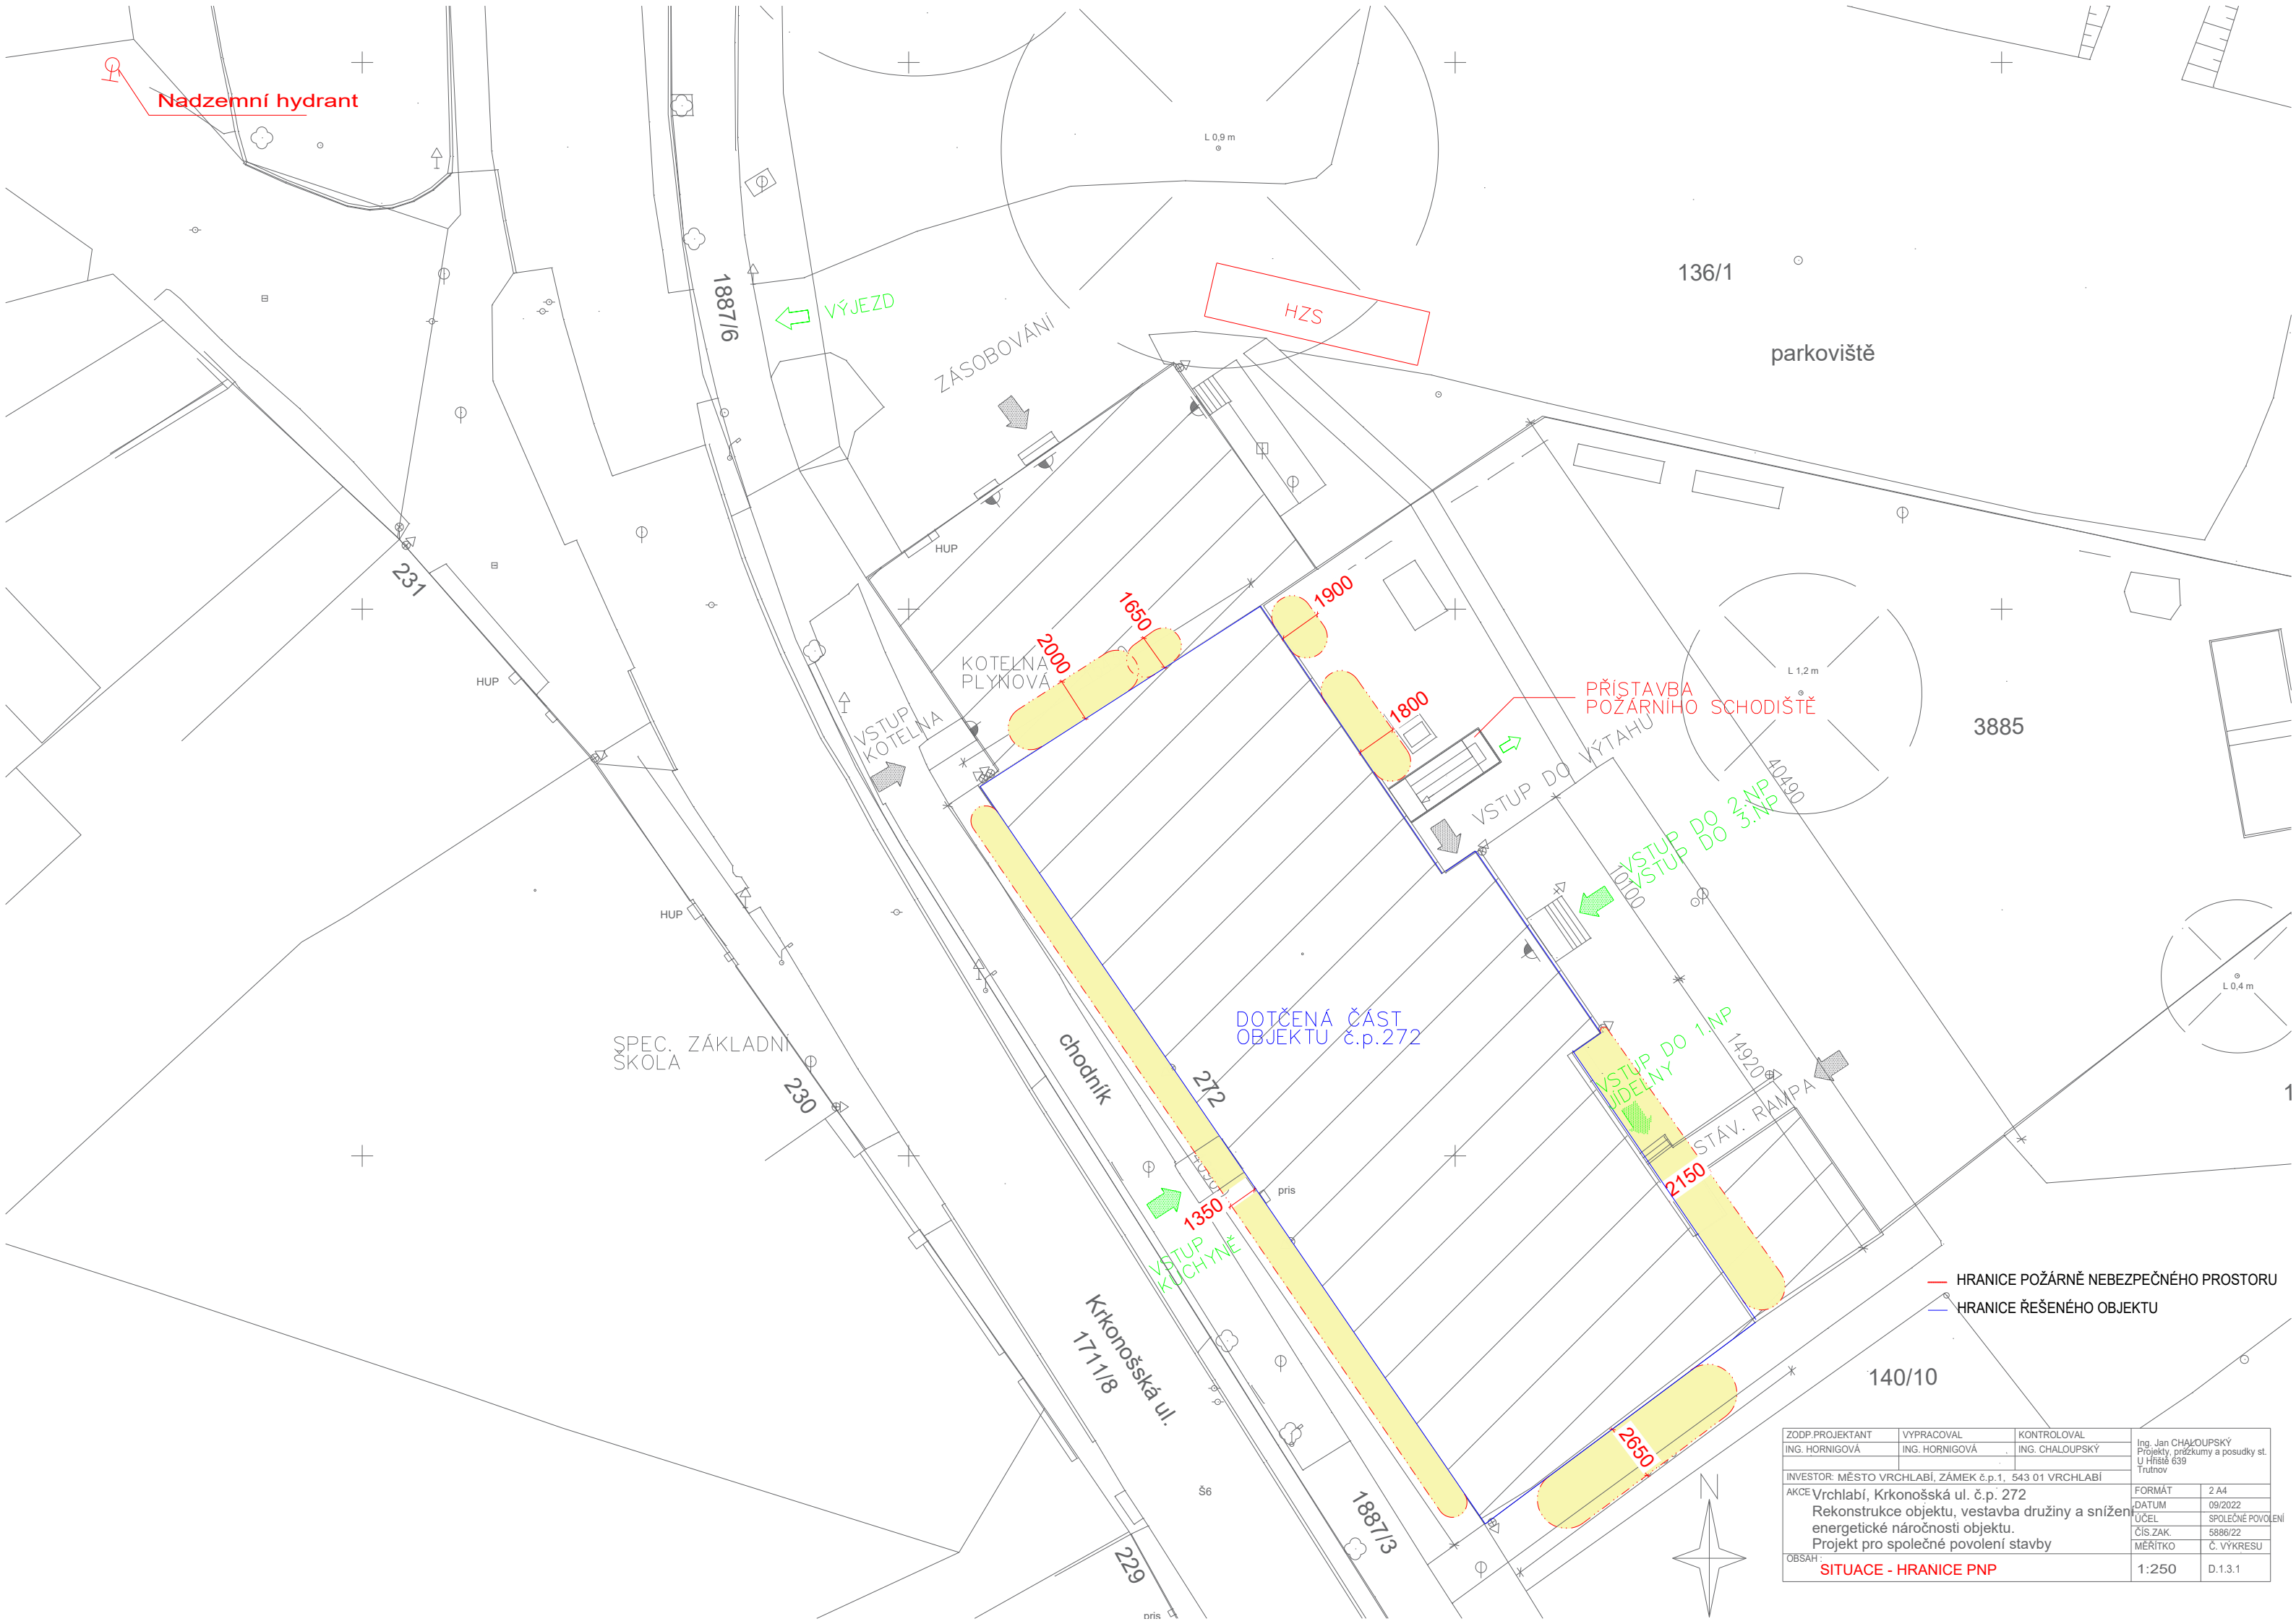 Nadzemní hydrant
L 0,9 m
136/1
1887/6
VÝJEZD
HZS
ZÁSOBOVÁNÍ
parkoviště
HUP
231
1650
1900
2000
KOTELNA
PLYNOVÁ
HUP
L 1,2 m
PŘÍSTAVBA
POŽÁRNÍHO SCHODIŠTĚ
1800
VSTUP
KOTELNA
3885
VSTUP DO VÝTAHU
40490
VSTUP DO 2.NP
VSTUP DO 3.NP
10100
HUP
L 0,4 m
DOTČENÁ ČÁST
OBJEKTU č.p.272
VSTUP DO 1.NP
JÍDELNY
14920
SPEC. ZÁKLADNÍ
ŠKOLA
chodník
272
230
STÁV. RAMPA
1
2150
pris
1350
VSTUP
KUCHYNĚ
HRANICE POŽÁRNĚ NEBEZPEČNÉHO PROSTORU
HRANICE ŘEŠENÉHO OBJEKTU
Krkonošská ul.
1711/8
140/10
2650
Š6
1887/3
229
pris
N
ZODP.PROJEKTANT VYPRACOVAL KONTROLOVAL
ING. HORNIGOVÁ ING. HORNIGOVÁ ING. CHALOUPSKÝ
Ing. Jan CHALOUPSKÝ
Projekty, průzkumy a posudky st.
U Hřiště 639
Trutnov
INVESTOR: MĚSTO VRCHLABÍ, ZÁMEK č.p.1, 543 01 VRCHLABÍ
AKCE Vrchlabí, Krkonošská ul. č.p. 272
Rekonstrukce objektu, vestavba družiny a snížení
energetické náročnosti objektu.
Projekt pro společné povolení stavby
FORMÁT 2 A4
DATUM 09/2022
ÚČEL SPOLEČNÉ POVOLENÍ
ČÍS.ZAK. 5886/22
MĚŘÍTKO Č. VÝKRESU
OBSAH :
SITUACE - HRANICE PNP
1:250 D.1.3.1